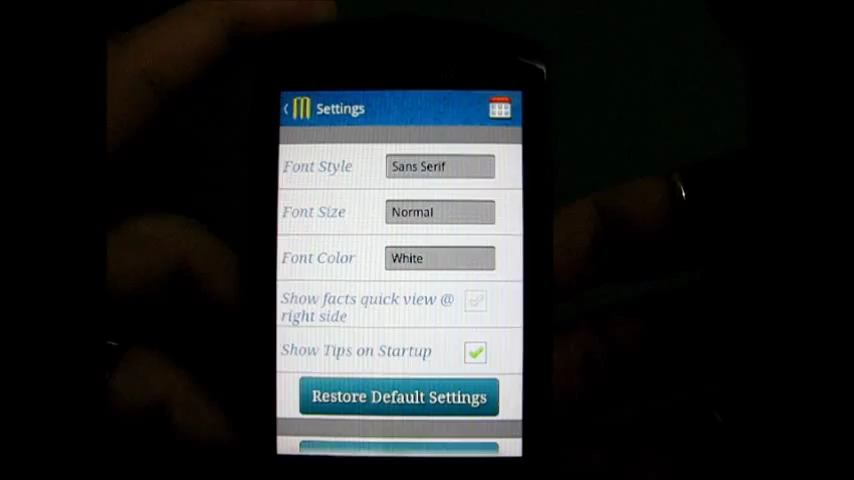 Settings
Font Style Sans Serif
Font Size Normal
Font Color White
Show facts quick view @
right side
Show Tips on Startup
Restore Default Settings